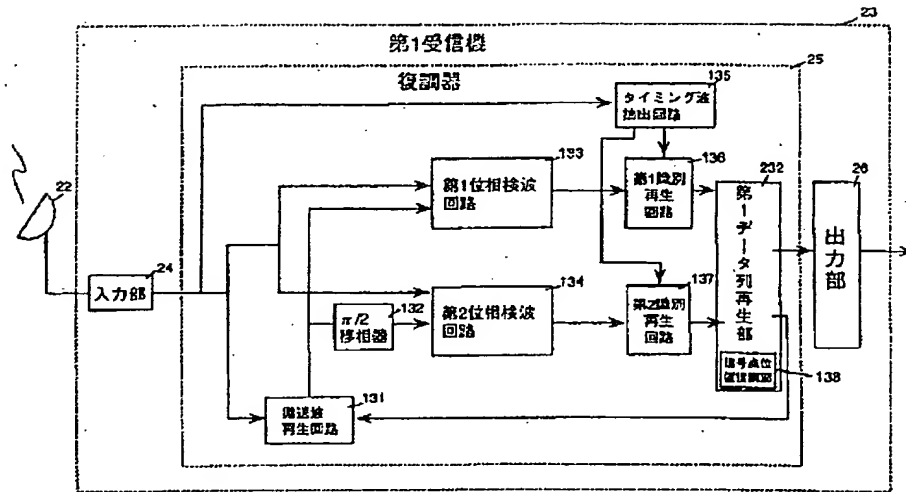 23
第1受信機
25
復調器
135
タイミング波
抽出回路
133
第1位相検波
回路
136
第1識別
再生
回路
232
第1データ列再生部
26
出力部
22
24
入力部
134
第2位相検波
回路
137
第2識別
再生
回路
132
π/2
移相器
138
131
搬送波
再生回路